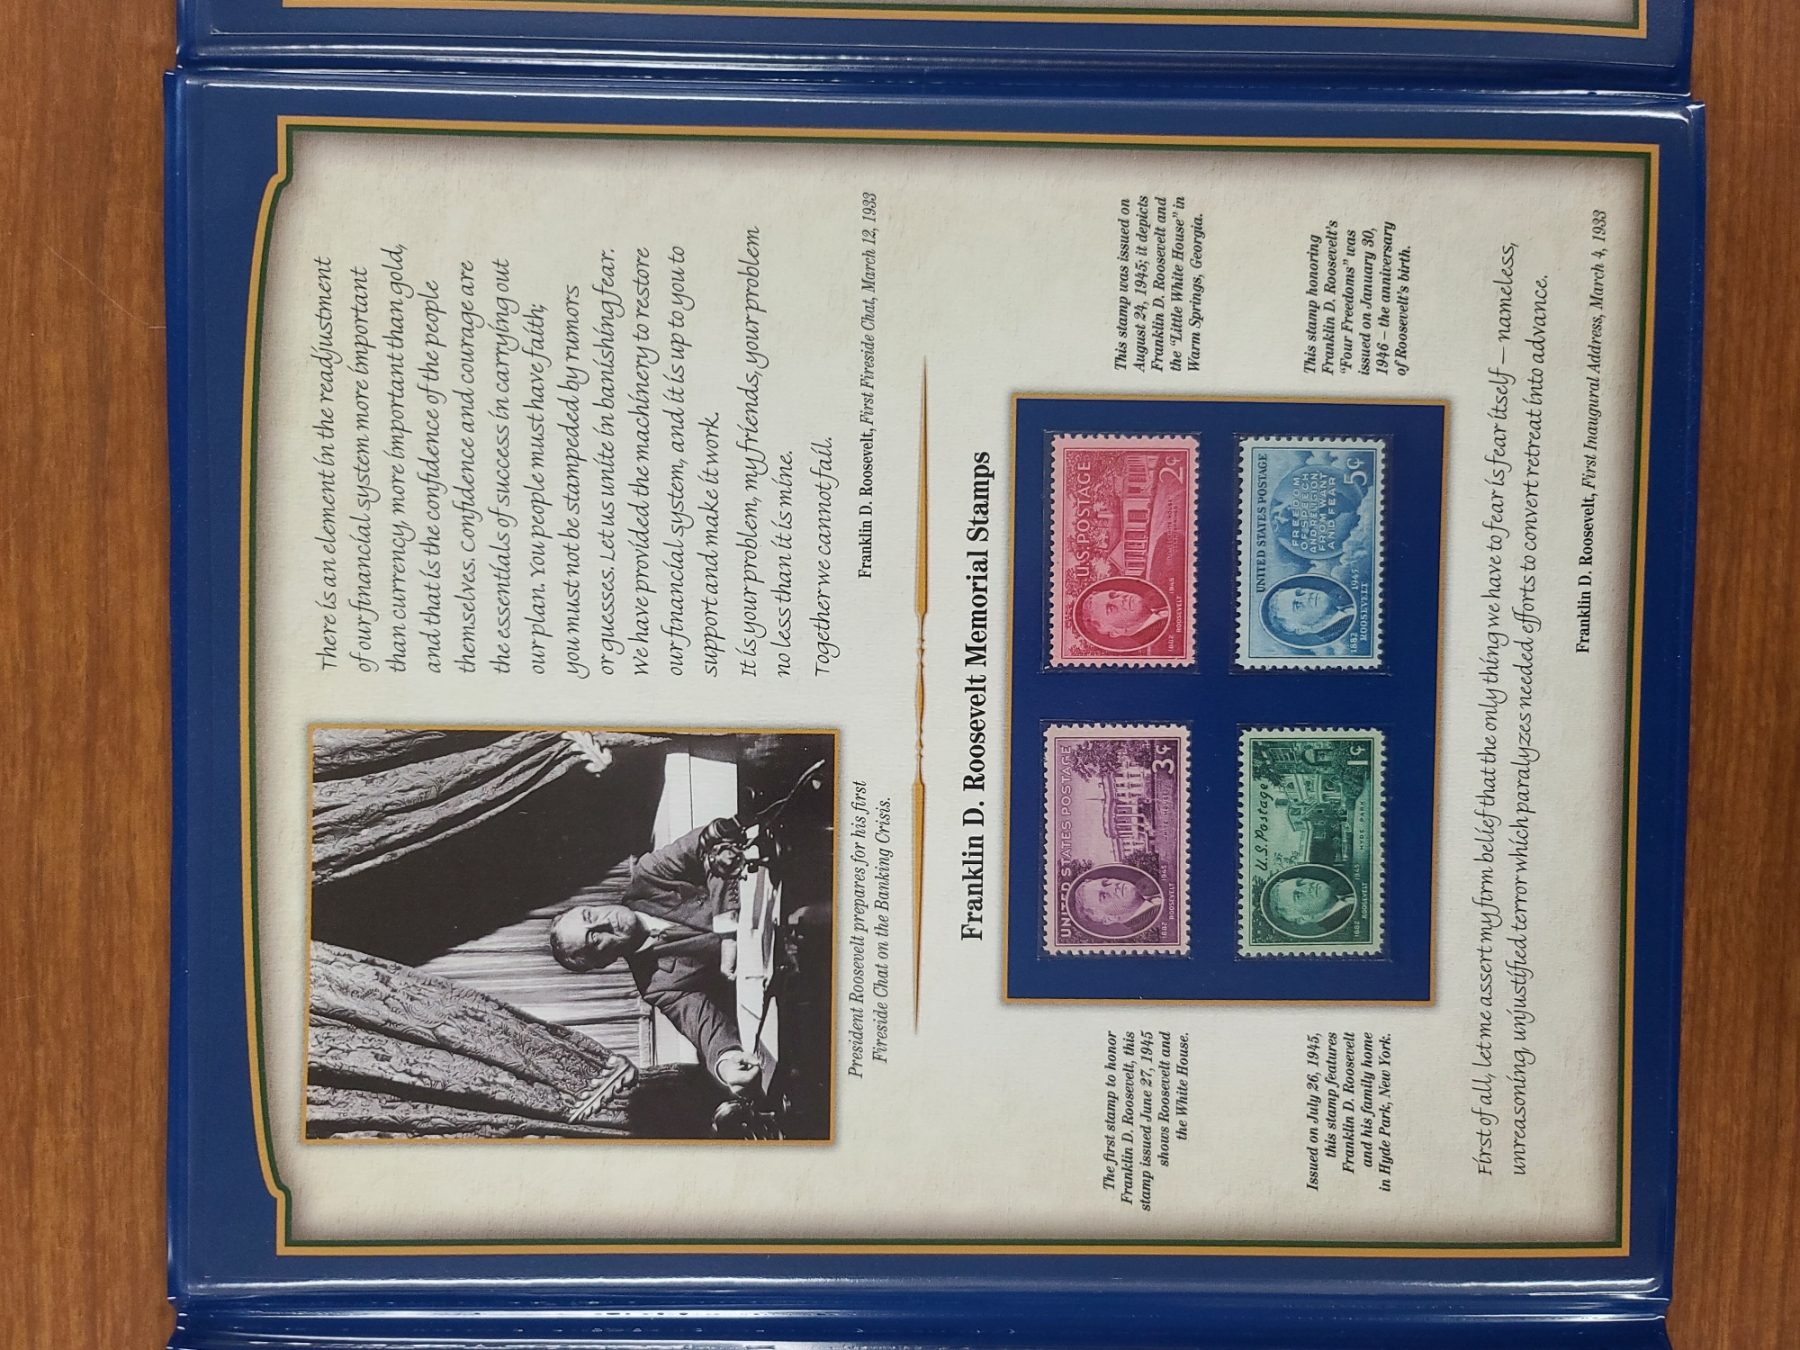 There is an element in the readjustment
of our financial system more important
than currency, more important than gold,
and that is the confidence of the people
themselves. Confidence and courage are
the essentials of success in carrying out
our plan. You people must have faith;
you must not be stampeded by rumors
or guesses. Let us unite in banishing fear.
We have provided the machinery to restore
our financial system, and it is up to you to
support and make it work.
It is your problem, my friends, your problem
no less than it is mine.
Together we cannot fail.
Franklin D. Roosevelt, First Fireside Chat, March 12, 1933
President Roosevelt prepares for his first
Fireside Chat on the Banking Crisis.
Franklin D. Roosevelt Memorial Stamps
The first stamp to honor
Franklin D. Roosevelt, this
stamp issued June 27, 1945
shows Roosevelt and
the White House.
UNITED STATES POSTAGE
3¢
1882 1945
ROOSEVELT
U.S. POSTAGE
2¢
1882 1945
ROOSEVELT
This stamp was issued on
August 24, 1945; it depicts
Franklin D. Roosevelt and
the "Little White House" in
Warm Springs, Georgia.
Issued on July 26, 1945,
this stamp features
Franklin D. Roosevelt
and his family home
in Hyde Park, New York.
U.S. Postage
1¢
HYDE PARK
1882 1945
ROOSEVELT
UNITED STATES POSTAGE
FREEDOM
OF SPEECH
AND RELIGION
FROM WANT
AND FEAR
5¢
1882 1945
ROOSEVELT
This stamp honoring
Franklin D. Roosevelt's
"Four Freedoms" was
issued on January 30,
1946 – the anniversary
of Roosevelt's birth.
First of all, let me assert my form belief that the only thing we have to fear is fear itself — nameless,
unreasoning, unjustified terror which paralyzes needed efforts to convert retreat into advance.
Franklin D. Roosevelt, First Inaugural Address, March 4, 1933